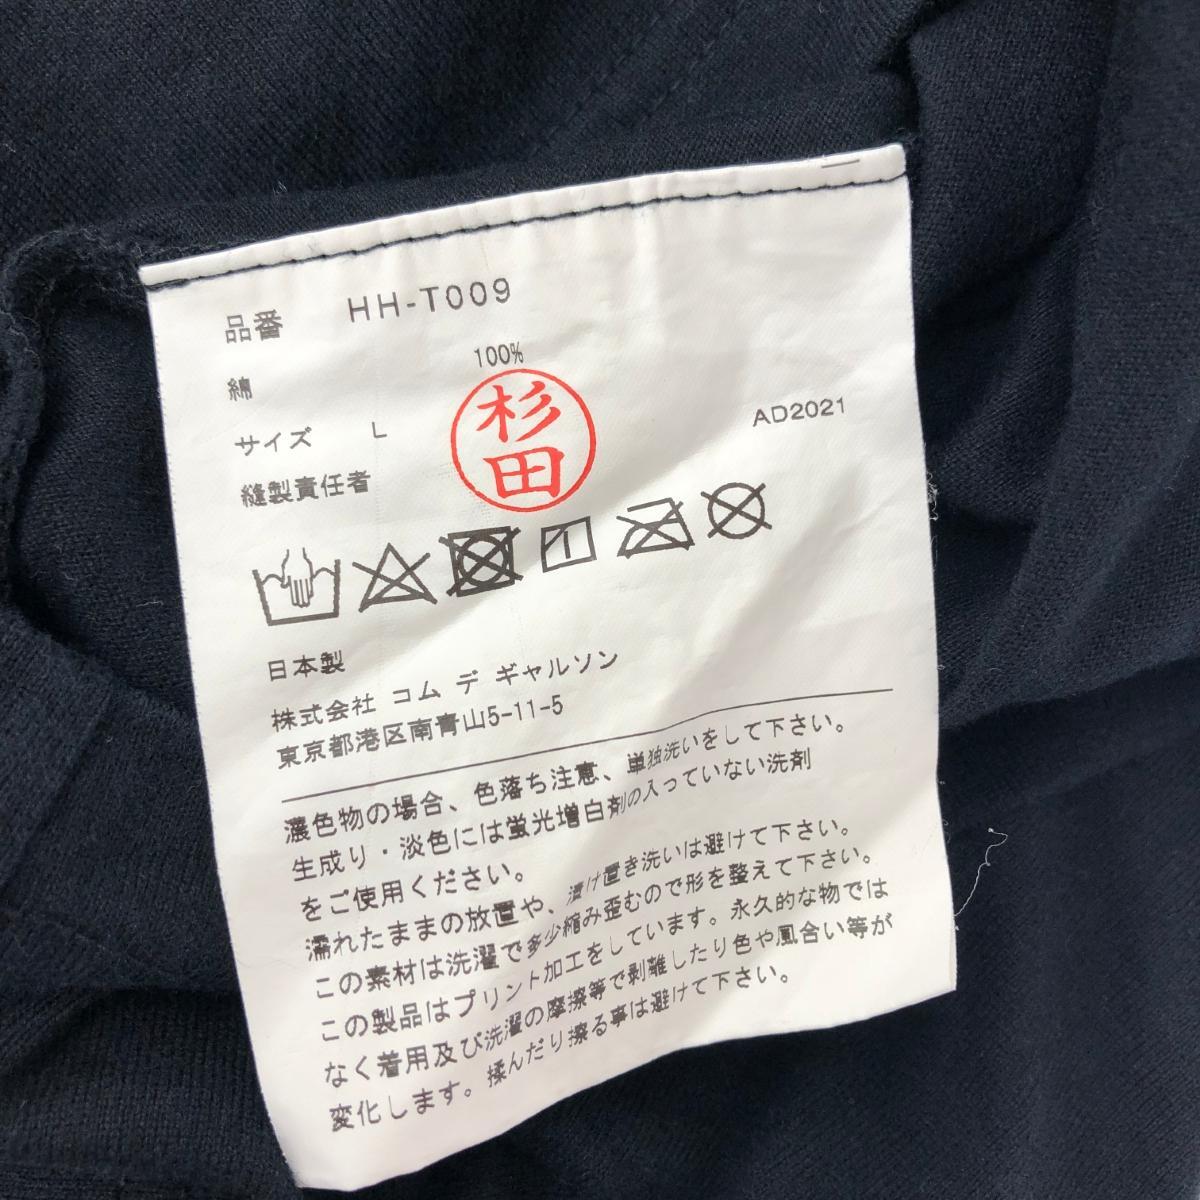 品番 HH-T009
綿 100%
サイズ L AD2021
縫製責任者 杉田
日本製
株式会社 コム デ ギャルソン
東京都港区南青山5-11-5
濃色物の場合、色落ち注意、単独洗いをして下さい。
生成り・淡色には蛍光増白剤の入っていない洗剤
をご使用ください。
濡れたままの放置や、漬け置き洗いは避けて下さい。
この素材は洗濯で多少縮み歪むので形を整えて下さい。
この製品はプリント加工をしています。永久的な物では
なく着用及び洗濯の摩擦等で剥離したり色や風合い等が
変化します。揉んだり擦る事は避けて下さい。